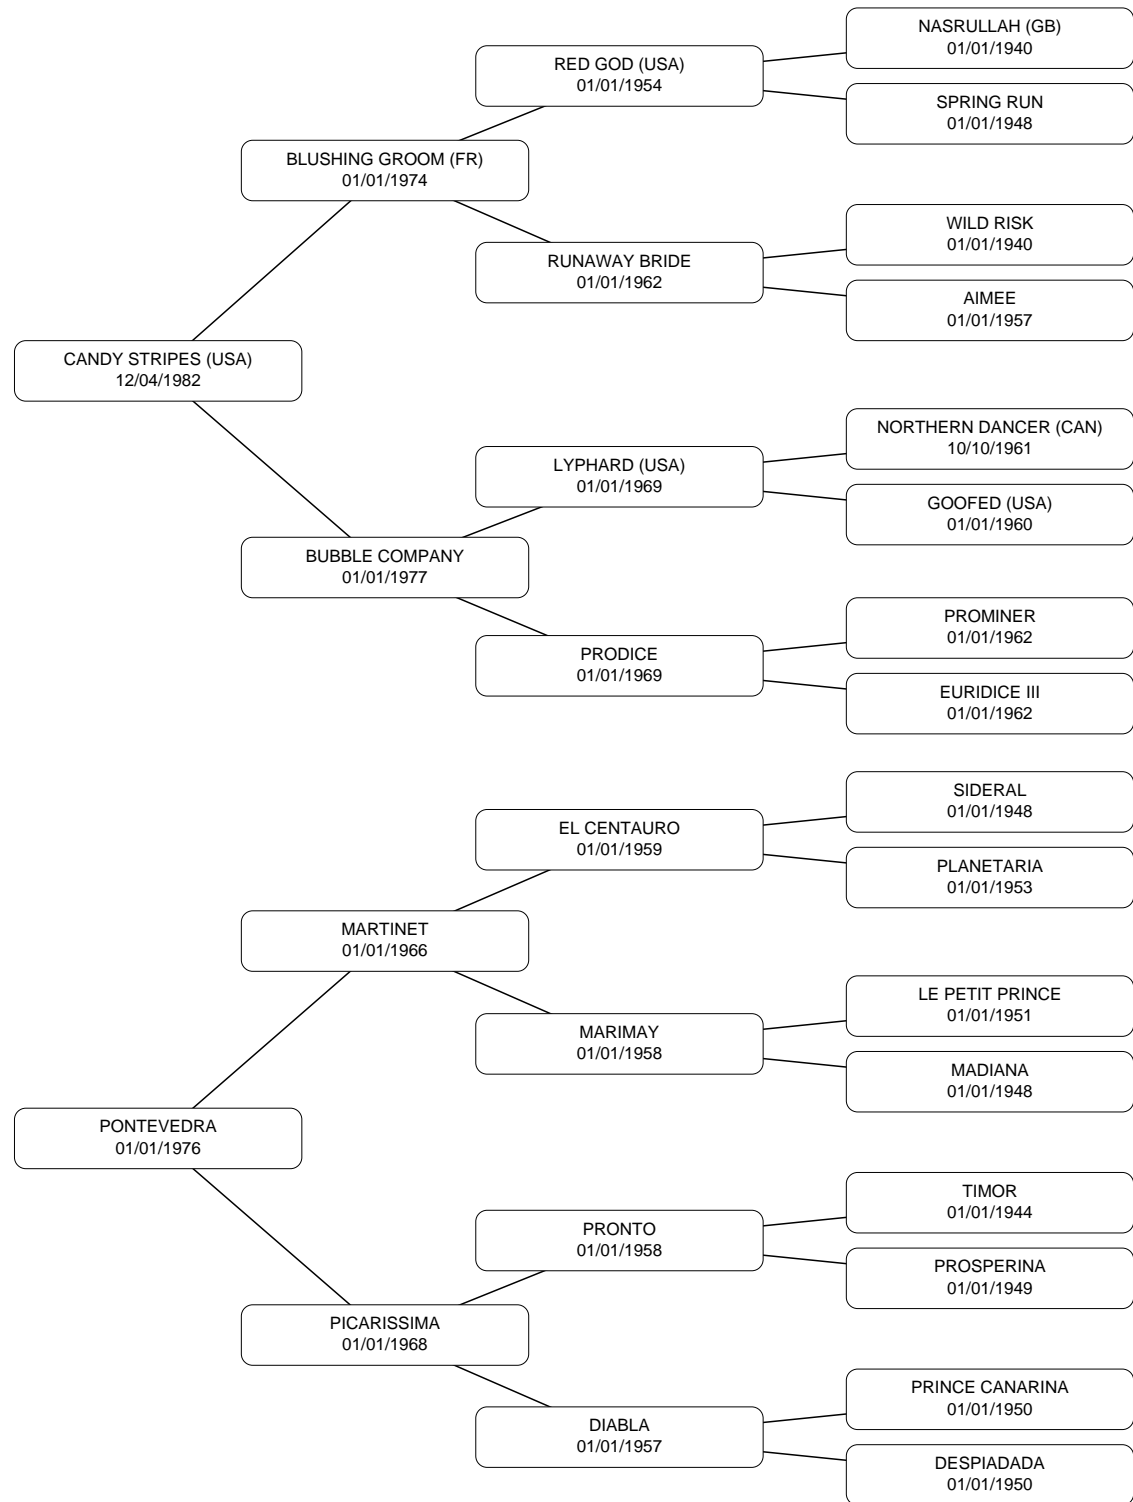 NASRULLAH (GB)
01/01/1940
RED GOD (USA)
01/01/1954
SPRING RUN
01/01/1948
BLUSHING GROOM (FR)
01/01/1974
WILD RISK
01/01/1940
RUNAWAY BRIDE
01/01/1962
AIMEE
01/01/1957
CANDY STRIPES (USA)
12/04/1982
NORTHERN DANCER (CAN)
10/10/1961
LYPHARD (USA)
01/01/1969
GOOFED (USA)
01/01/1960
BUBBLE COMPANY
01/01/1977
PROMINER
01/01/1962
PRODICE
01/01/1969
EURIDICE III
01/01/1962
SIDERAL
01/01/1948
EL CENTAURO
01/01/1959
PLANETARIA
01/01/1953
MARTINET
01/01/1966
LE PETIT PRINCE
01/01/1951
MARIMAY
01/01/1958
MADIANA
01/01/1948
PONTEVEDRA
01/01/1976
TIMOR
01/01/1944
PRONTO
01/01/1958
PROSPERINA
01/01/1949
PICARISSIMA
01/01/1968
PRINCE CANARINA
01/01/1950
DIABLA
01/01/1957
DESPIADADA
01/01/1950